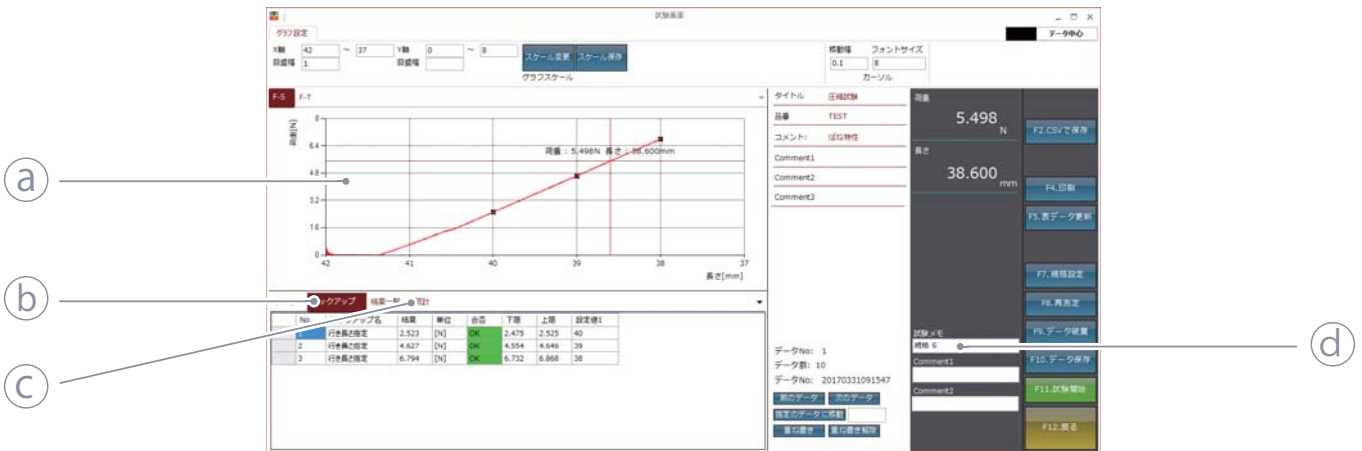 試験画面
グラフ設定
データ中心
X軸 42 ~ 37 Y軸 0 ~ 8
目盛幅 1 目盛幅
スケール変更 スケール保存
グラフスケール
移動幅 フォントサイズ
0.1 8
カーソル
F-S F-T
荷重[N]
8
6.4
4.8
3.2
1.6
0
荷重 : 5.498N 長さ : 38.600mm
42 41 40 39 38 37
長さ[mm]
タイトル 圧縮試験
品番 TEST
コメント: ばね特性
Comment1
Comment2
Comment3
荷重
5.498
N
長さ
38.600
mm
F2.CSVで保存
F4.印刷
F5.表データ更新
F7.規格設定
F8.再測定
F9.データ破棄
F10.データ保存
F11.試験開始
F12.戻る
ックアップ 結果一覧
No アップ名 結果 単位 合否 下限 上限 設定値1
1 行き長さ指定 2.523 [N] OK 2.475 2.525 40
2 行き長さ指定 4.627 [N] OK 4.554 4.646 39
3 行き長さ指定 6.794 [N] OK 6.732 6.868 38
データNo: 1
データ数: 10
データNo: 20170331091547
前のデータ 次のデータ
指定のデータに移動
重ね書き 重ね書き解除
試験メモ
Comment1
Comment2
a
b
c
d